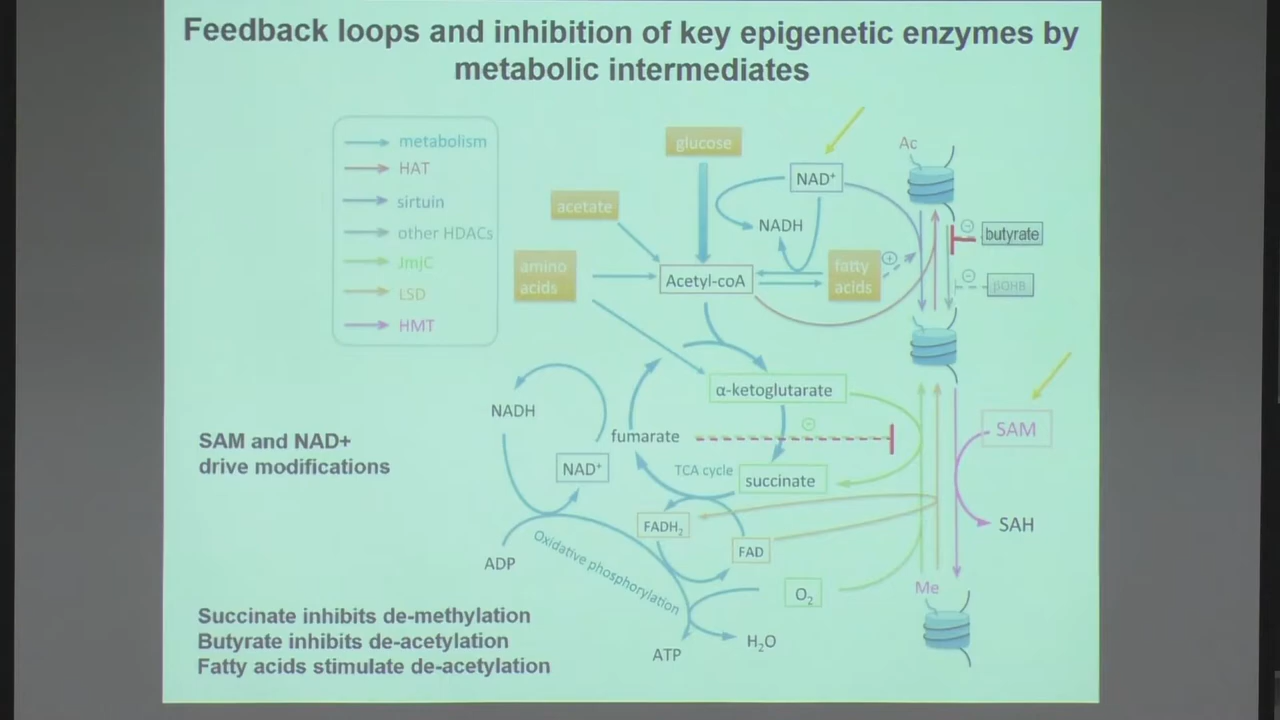 Feedback loops and inhibition of key epigenetic enzymes by
metabolic intermediates
metabolism
HAT
sirtuin
other HDACs
JmjC
LSD
HMT
glucose
acetate
amino
acids
Acetyl-coA
NAD⁺
NADH
fatty
acids
⊕
Ac
⊖
butyrate
⊖
βOHB
α-ketoglutarate
NADH
fumarate
⊖
NAD⁺
TCA cycle
succinate
SAM
SAH
FADH₂
FAD
ADP
Oxidative phosphorylation
O₂
Me
ATP
H₂O
SAM and NAD+
drive modifications
Succinate inhibits de-methylation
Butyrate inhibits de-acetylation
Fatty acids stimulate de-acetylation